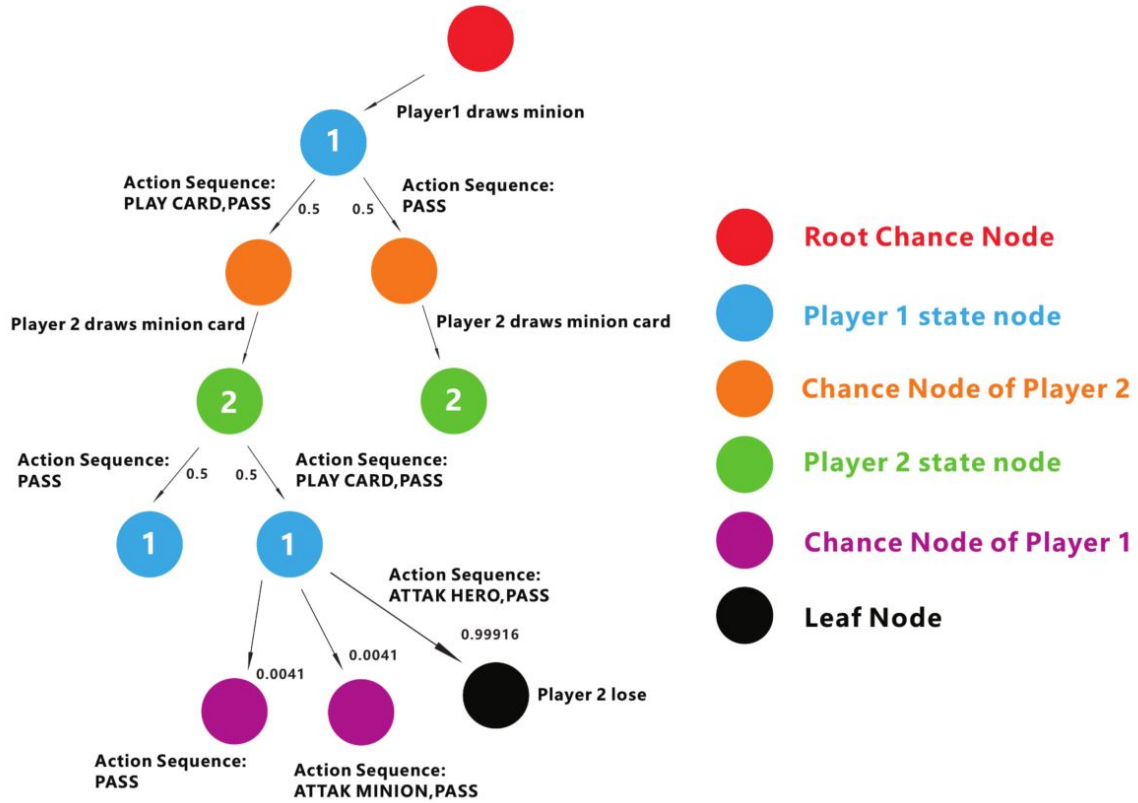 Player1 draws minion
1
Action Sequence:
PLAY CARD,PASS
0.5
0.5
Action Sequence:
PASS
Player 2 draws minion card
Player 2 draws minion card
2
2
Action Sequence:
PASS
0.5
0.5
Action Sequence:
PLAY CARD,PASS
1
1
Action Sequence:
ATTAK HERO,PASS
0.99916
0.0041
0.0041
Player 2 lose
Action Sequence:
PASS
Action Sequence:
ATTAK MINION,PASS
Root Chance Node
Player 1 state node
Chance Node of Player 2
Player 2 state node
Chance Node of Player 1
Leaf Node